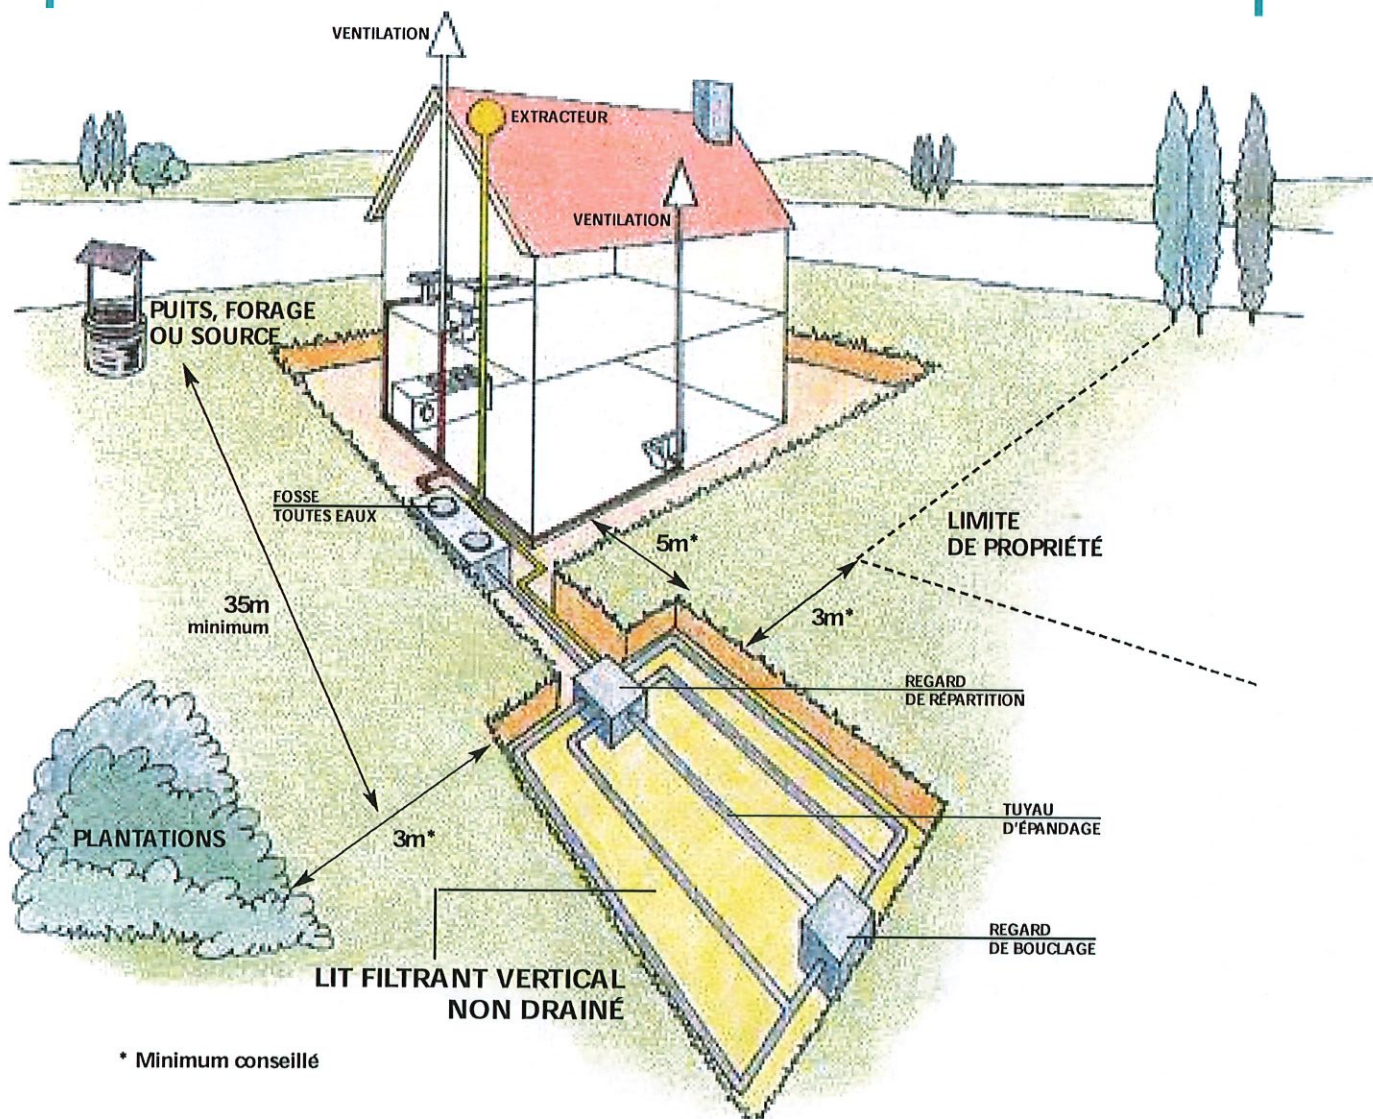 VENTILATION
EXTRACTEUR
VENTILATION
PUITS, FORAGE
OU SOURCE
FOSSE
TOUTES EAUX
5m*
LIMITE
DE PROPRIÉTÉ
35m
minimum
3m*
REGARD
DE RÉPARTITION
TUYAU
D'ÉPANDAGE
PLANTATIONS
3m*
REGARD
DE BOUCLAGE
LIT FILTRANT VERTICAL
NON DRAINÉ
* Minimum conseillé